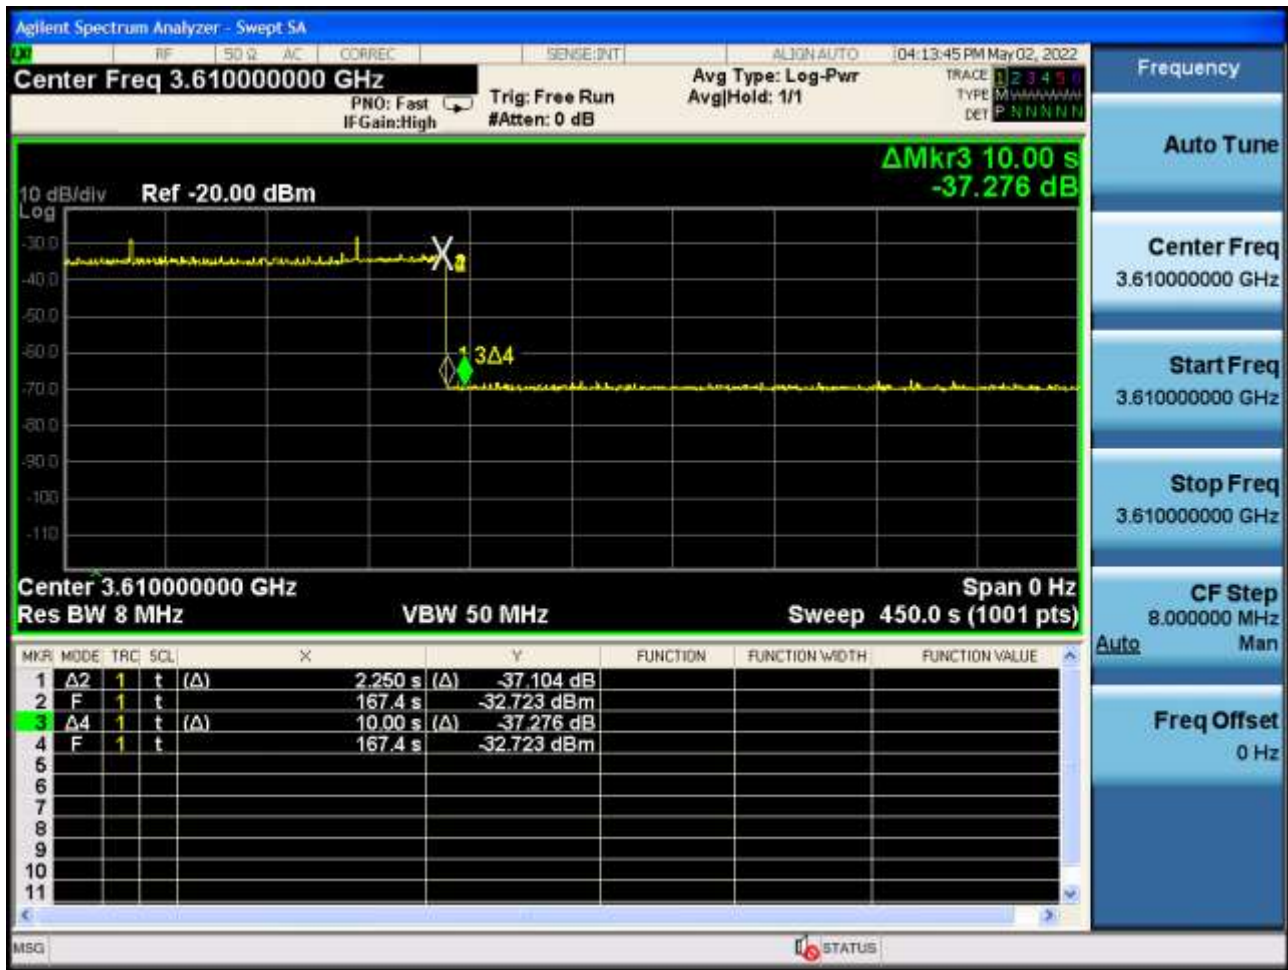 Agilent Spectrum Analyzer - Swept SA
LXI RF 50 Ω AC CORREC SENSE:INT ALIGN AUTO 04:13:45 PM May 02, 2022
Center Freq 3.610000000 GHz
PNO: Fast
IFGain:High
Trig: Free Run
#Atten: 0 dB
Avg Type: Log-Pwr
Avg|Hold: 1/1
TRACE 1 2 3 4 5 6
TYPE M
DET P N N N N N
ΔMkr3 10.00 s
-37.276 dB
10 dB/div Ref -20.00 dBm
Log
-30.0
-40.0
-50.0
-60.0
-70.0
-80.0
-90.0
-100
-110
3Δ4
Center 3.610000000 GHz Span 0 Hz
Res BW 8 MHz VBW 50 MHz Sweep 450.0 s (1001 pts)
MKR MODE TRC SCL X Y FUNCTION FUNCTION WIDTH FUNCTION VALUE
1 Δ2 1 t (Δ) 2.250 s (Δ) -37.104 dB
2 F 1 t 167.4 s -32.723 dBm
3 Δ4 1 t (Δ) 10.00 s (Δ) -37.276 dB
4 F 1 t 167.4 s -32.723 dBm
5
6
7
8
9
10
11
MSG STATUS
Frequency
Auto Tune
Center Freq
3.610000000 GHz
Start Freq
3.610000000 GHz
Stop Freq
3.610000000 GHz
CF Step
8.000000 MHz
Auto Man
Freq Offset
0 Hz